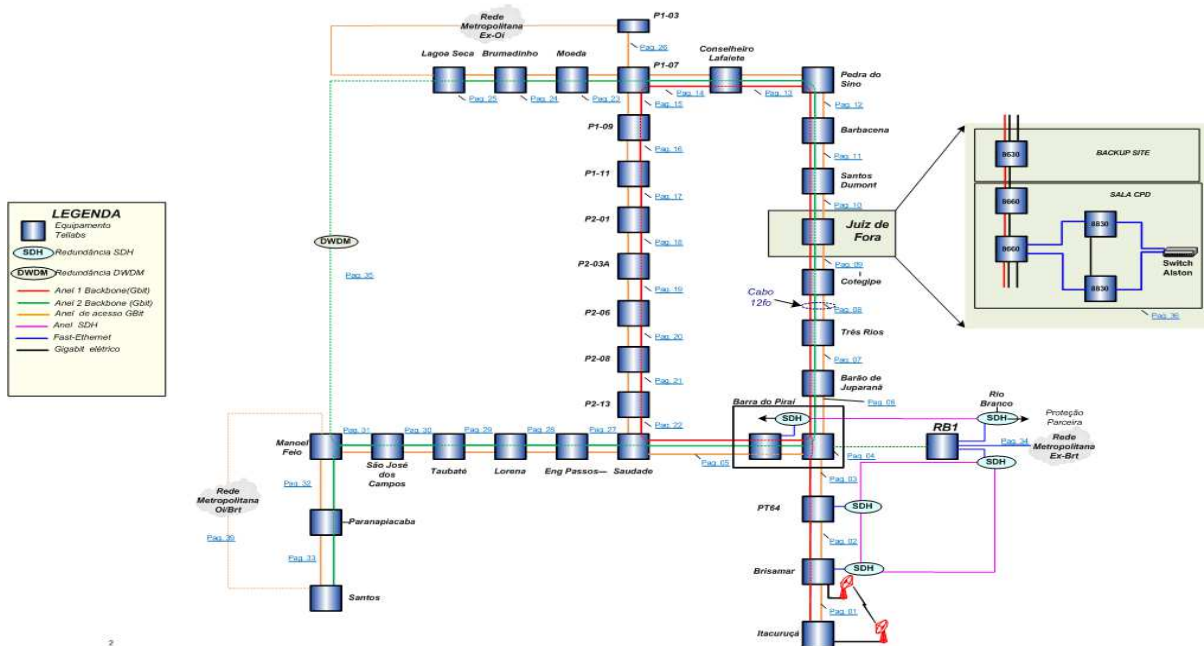 P1-03
Rede
Metropolitana
Ex-Oi
Pag. 26
Lagoa Seca
Brumadinho
Moeda
P1-07
Conselheiro
Lafaiete
Pedra do
Sino
Pag. 25
Pag. 24
Pag. 23
Pag. 15
Pag. 14
Pag. 13
Pag. 12
P1-09
Barbacena
Pag. 16
Pag. 11
P1-11
Santos
Dumont
Pag. 17
Pag. 10
P2-01
Juiz de
Fora
Pag. 18
Pag. 09
P2-03A
Cotegipe
Pag. 19
Cabo
12fo
Pag. 08
P2-06
Três Rios
Pag. 20
Pag. 07
P2-08
Barão de
Juparanã
Pag. 21
Pag. 06
P2-13
Pag. 22
8630
BACKUP SITE
SALA CPD
8660
8660
8830
8830
Switch
Alston
Pag. 36
LEGENDA
Equipamento
Tellabs
SDH
Redundância SDH
DWDM
Redundância DWDM
Anel 1 Backbone(Gbit)
Anel 2 Backbone (Gbit)
Anel de acesso GBit
Anel SDH
Fast-Ethernet
Gigabit elétrico
DWDM
Pag. 35
Barra do Piraí
SDH
Rio
Branco
SDH
Proteção
Parceira
RB1
Pag. 34
Rede
Metropolitana
Ex-Brt
SDH
Manoel
Feio
Pag. 31
Pag. 30
Pag. 29
Pag. 28
Pag. 27
São José
dos
Campos
Taubaté
Lorena
Eng Passos
Saudade
Pag. 05
Pag. 04
Pag. 03
Rede
Metropolitana
Oi/Brt
Pag. 32
Paranapiacaba
Pag. 39
Pag. 33
Santos
PT64
SDH
Pag. 02
Brisamar
SDH
Pag. 01
Itacuruçá
2